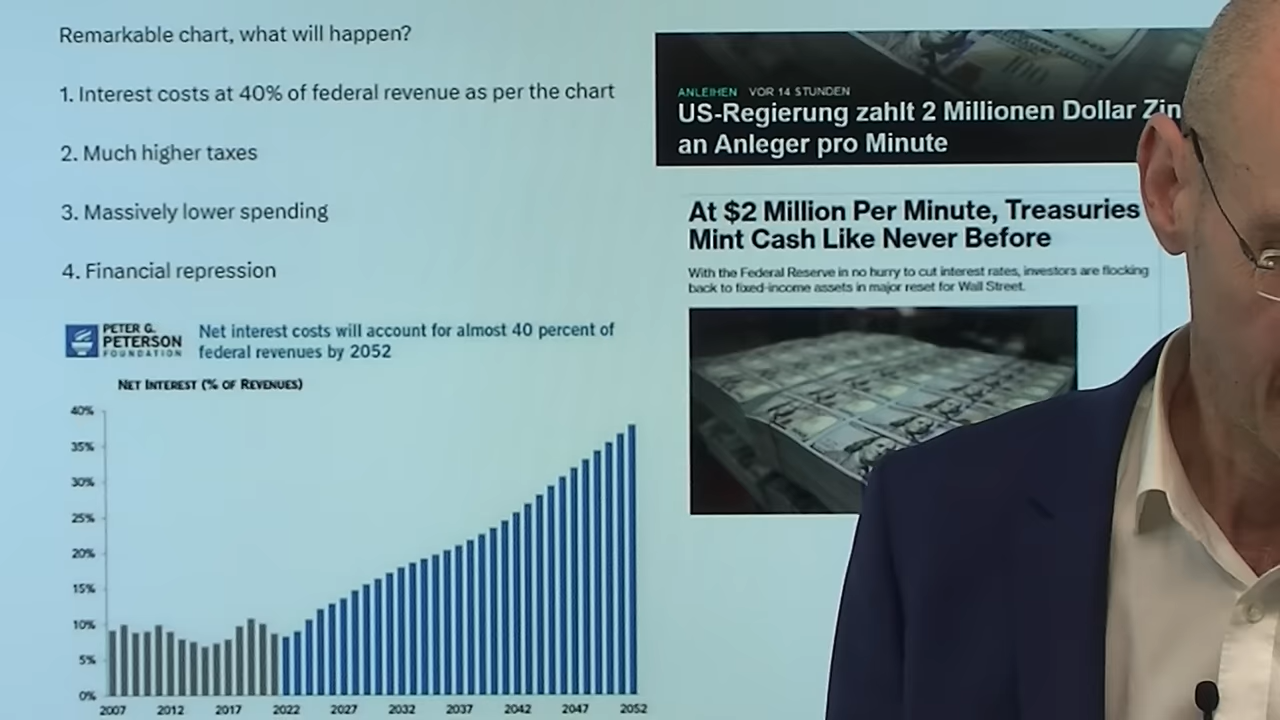 Remarkable chart, what will happen?
1. Interest costs at 40% of federal revenue as per the chart
2. Much higher taxes
3. Massively lower spending
4. Financial repression
PETER G.
PETERSON
FOUNDATION
Net interest costs will account for almost 40 percent of
federal revenues by 2052
NET INTEREST (% OF REVENUES)
40%
35%
30%
25%
20%
15%
10%
5%
0%
2007 2012 2017 2022 2027 2032 2037 2042 2047 2052
ANLEIHEN VOR 14 STUNDEN
US-Regierung zahlt 2 Millionen Dollar
an Anleger pro Minute
At $2 Million Per Minute, Treasuries
Mint Cash Like Never Before
With the Federal Reserve in no hurry to cut interest rates, investors are flocking
back to fixed-income assets in major reset for Wall Street.
100